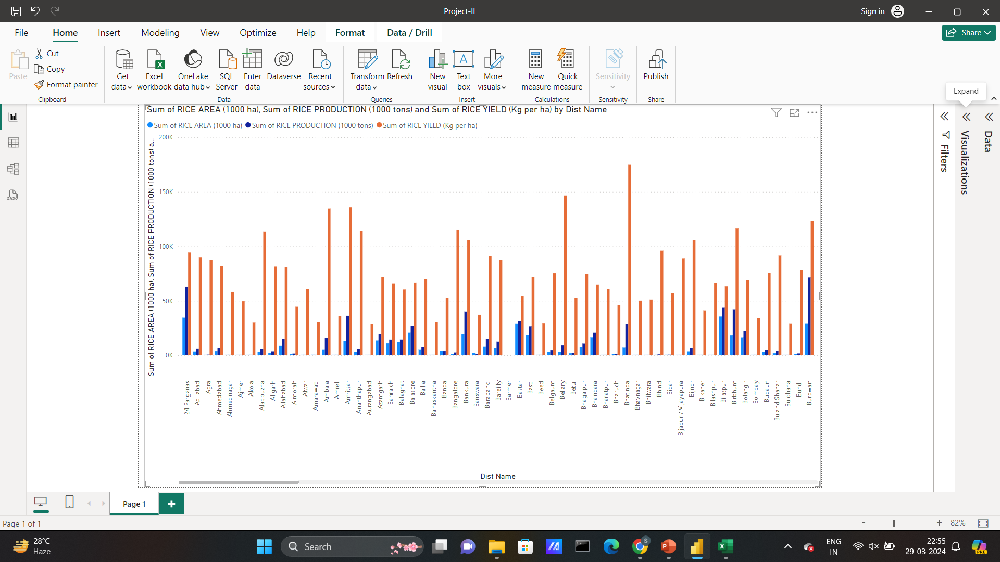 Project-II
Sign in
File Home Insert Modeling View Optimize Help Format Data / Drill
Share
Paste
Cut
Copy
Format painter
Clipboard
Get data
Excel workbook
OneLake data hub
SQL Server
Enter data
Dataverse
Recent sources
Data
Transform data
Refresh
Queries
New visual
Text box
More visuals
Insert
New measure
Quick measure
Calculations
Sensitivity
Sensitivity
Publish
Share
Expand
Sum of RICE AREA (1000 ha), Sum of RICE PRODUCTION (1000 tons) and Sum of RICE YIELD (Kg per ha) by Dist Name
Sum of RICE AREA (1000 ha) Sum of RICE PRODUCTION (1000 tons) Sum of RICE YIELD (Kg per ha)
Sum of RICE AREA (1000 ha), Sum of RICE PRODUCTION (1000 tons) a...
200K
150K
100K
50K
0K
24 Parganas
Adilabad
Agra
Ahmedabad
Ahmednagar
Ajmer
Akola
Alappuzha
Aligarh
Allahabad
Almorah
Alwar
Amarawati
Ambala
Amreli
Amritsar
Ananthapur
Aurangabad
Azamgarh
Bahraich
Balaghat
Balasore
Ballia
Banaskantha
Banda
Bangalore
Bankura
Banswara
Barabanki
Bareilly
Barmer
Bastar
Basti
Beed
Belgaum
Bellary
Betul
Bhagalpur
Bhandara
Bharatpur
Bharuch
Bhatinda
Bhavnagar
Bhilwara
Bhind
Bidar
Bijapur / Vijayapura
Bijnor
Bikaner
Bilashpur
Bilaspur
Birbhum
Bolangir
Bombay
Budaun
Buland Shahar
Buldhana
Bundi
Burdwan
Dist Name
Filters
Visualizations
Data
DAX
Page 1
Page 1 of 1
- + 82%
28°C
Haze
Search
S
ENG
IN
22:55
29-03-2024
PRE